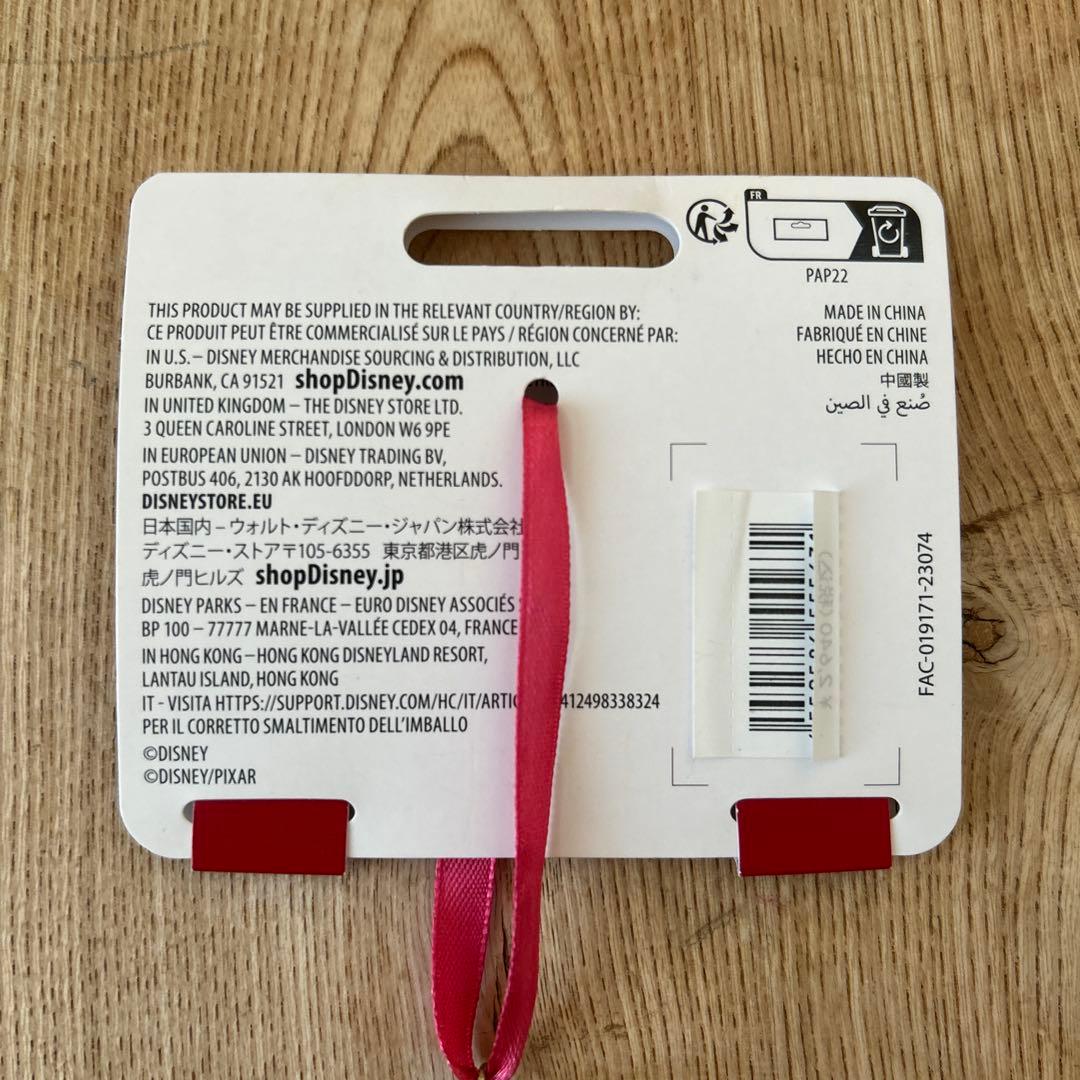 FR
PAP22
THIS PRODUCT MAY BE SUPPLIED IN THE RELEVANT COUNTRY/REGION BY:
CE PRODUIT PEUT ÊTRE COMMERCIALISÉ SUR LE PAYS / RÉGION CONCERNÉ PAR:
IN U.S. – DISNEY MERCHANDISE SOURCING & DISTRIBUTION, LLC
BURBANK, CA 91521 shopDisney.com
IN UNITED KINGDOM – THE DISNEY STORE LTD.
3 QUEEN CAROLINE STREET, LONDON W6 9PE
IN EUROPEAN UNION – DISNEY TRADING BV,
POSTBUS 406, 2130 AK HOOFDDORP, NETHERLANDS.
DISNEYSTORE.EU
日本国内 – ウォルト・ディズニー・ジャパン株式会社
ディズニー・ストア〒105-6355 東京都港区虎ノ門
虎ノ門ヒルズ shopDisney.jp
DISNEY PARKS – EN FRANCE – EURO DISNEY ASSOCIÉS
BP 100 – 77777 MARNE-LA-VALLÉE CEDEX 04, FRANCE
IN HONG KONG – HONG KONG DISNEYLAND RESORT,
LANTAU ISLAND, HONG KONG
IT - VISITA HTTPS://SUPPORT.DISNEY.COM/HC/IT/ARTIC 412498338324
PER IL CORRETTO SMALTIMENTO DELL'IMBALLO
©DISNEY
©DISNEY/PIXAR
MADE IN CHINA
FABRIQUÉ EN CHINE
HECHO EN CHINA
中國製
صُنع في الصين
FAC-019171-23074